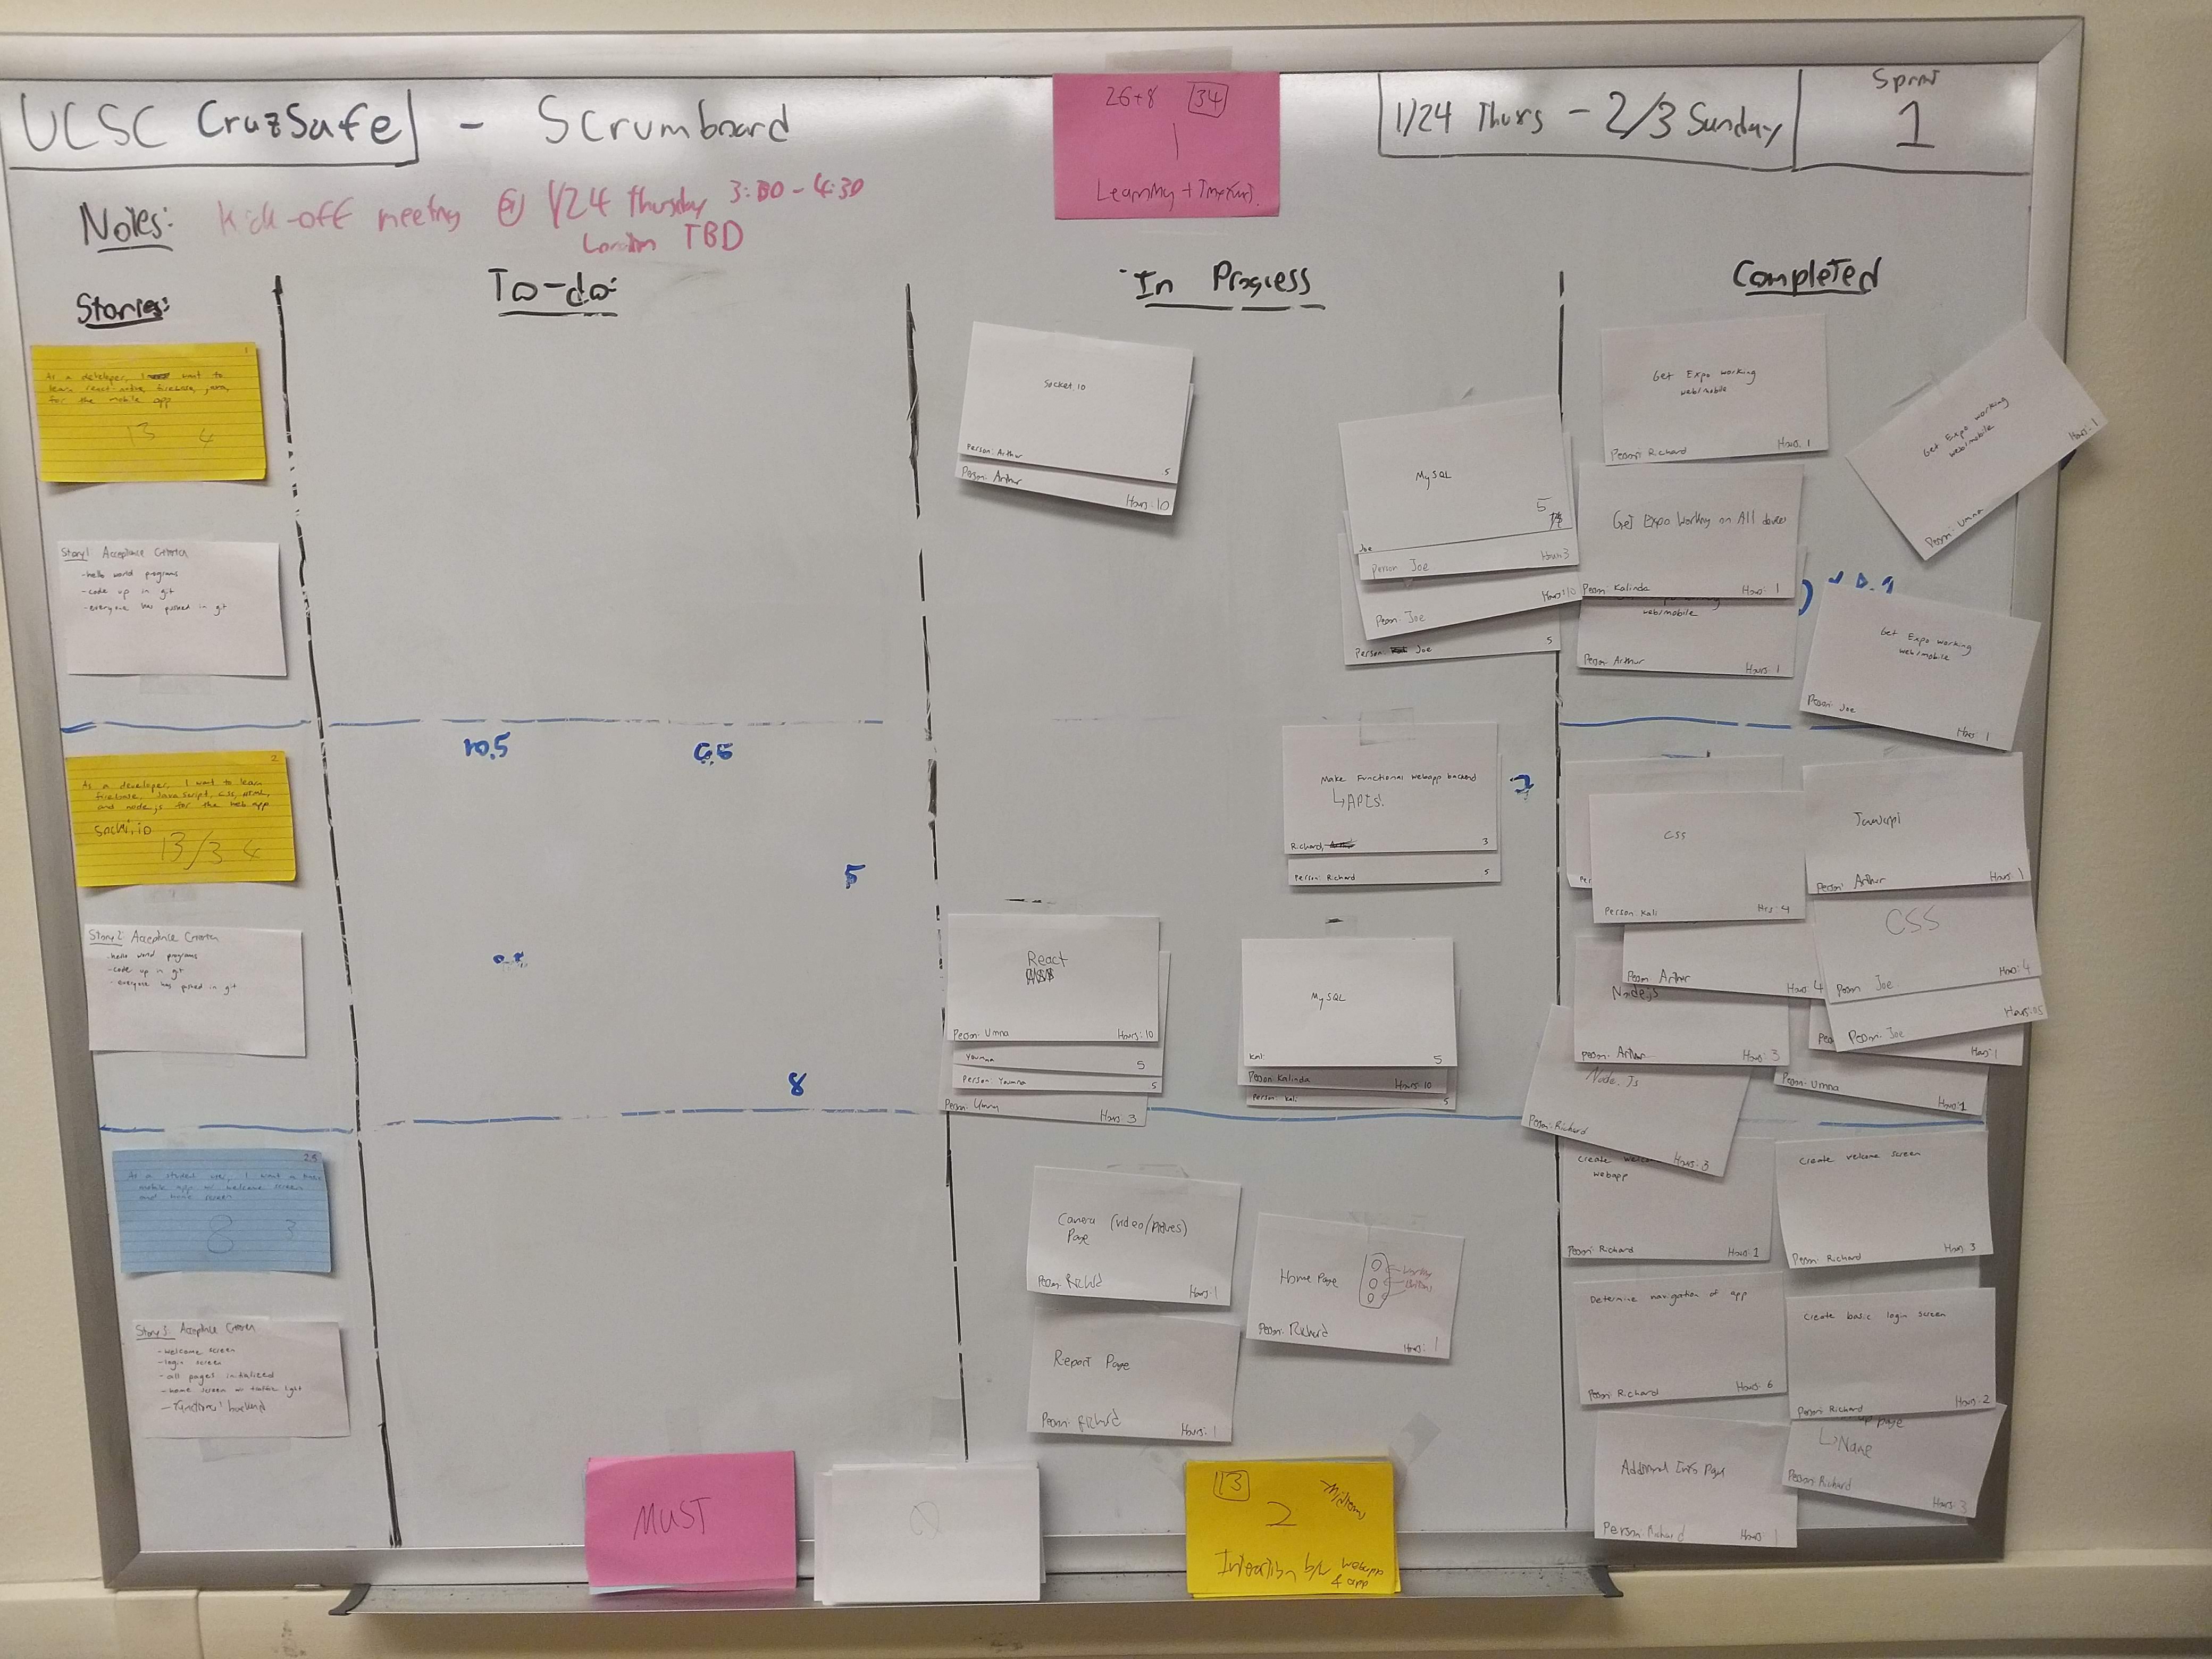 UCSC CruzSafe - Scrumboard
26+8 34
1
Learning +
1/24 Thurs - 2/3 Sunday
Sprint
1
Notes: Kick-off meeting @ 1/24 Thursday 3:30-4:30
London TBD
Stories:
To-do:
In Progress
Completed
1
As a developer, I want to
learn react-native, firebase, java,
for the mobile app
13 4
Story 1 Acceptance Criteria
-hello world programs
-code up in git
-everyone has pushed in git
2
As a developer, I want to learn
firebase, JavaScript, CSS, HTML,
and node.js for the web app
13/3 4
Story 2: Acceptance Criteria
-hello world programs
-code up in git
-everyone has pushed in git
2.5
As a student user, I want a basic
mobile app w/ welcome screen
and home screen
8 3
Story 3: Acceptance Criteria
-welcome screen
-login screen
-all pages initialized
-home screen w traffic light
-functional backend
10.5
6.5
5
8
Socket.io
Person: Arthur 5
Person: Arthur Hours: 10
MySQL
5
Joe
Person Joe Hours 3
Person: Joe Hours: 10
Person: Joe 5
Make Functional webapp backend
↳APIs!
Richard, 3
Person: Richard 5
React
Person: Umna Hours: 10
Youmna 5
Person: Youmna 5
Person: Umna Hours: 3
MySQL
Kali 5
Person Kalinda Hours: 10
Person: Kali 5
Camera (video/pictures)
Page
Person: Richard Hours: 1
Home Page
Person: Richard
Hours: 1
Report Page
Person: Richard Hours: 1
Get Expo working
web/mobile
Person: Richard Hours: 1
Get Expo working
web/mobile
Person: Umna Hours: 1
Get Expo Working on All devices
Person Kalinda Hours: 1
web/mobile
Person: Arthur Hours: 1
Get Expo working
web/mobile
Person: Joe
Hours: 1
CSS
Person Kali Hrs: 4
Javascript
Person: Arthur Hours: 1
CSS
Person Joe Hours: 4
Person: Arthur Hours: 4
Person: Joe Hours: 0.5
Hours: 1
Node.js
Person: Arthur Hours: 3
Person: Umna Hours: 1
Node.Js
Person: Richard
Hours: 3
Create
webapp
Person: Richard Hours: 1
Create welcome screen
Person: Richard Hours: 3
Determine navigation of app
Person: Richard Hours: 6
Create basic login screen
Person: Richard Hours: 2
Additional Info Page
Person: Richard Hours: 1
page
↳Name
Person: Richard
Hours: 3
MUST
13
2
Midterms
Interaction b/w webapp
& app